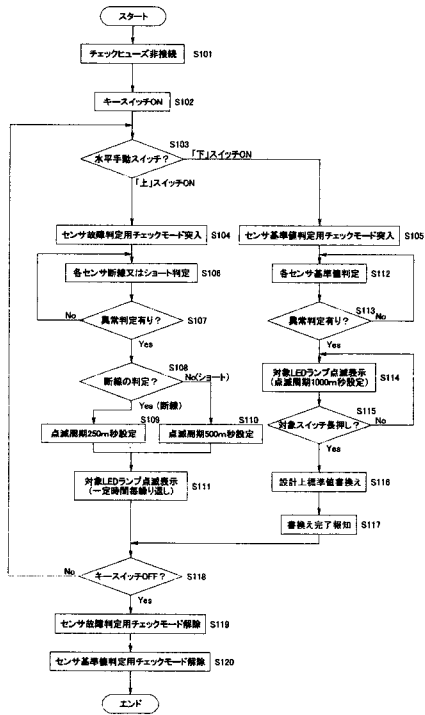 スタート
チェックヒューズ非接続 S101
キースイッチON S102
S103
水平手動スイッチ?
「下」スイッチON
「上」スイッチON
センサ故障判定用チェックモード突入 S104
センサ基準値判定用チェックモード突入 S105
各センサ断線又はショート判定 S106
各センサ基準値判定 S112
異常判定有り? S107
No
Yes
S113
異常判定有り?
No
Yes
S108
断線の判定?
No(ショート)
Yes(断線)
対象LEDランプ点滅表示
(点滅周期1000m秒設定) S114
S109
点滅周期250m秒設定
S110
点滅周期500m秒設定
S115
対象スイッチ長押し?
No
Yes
対象LEDランプ点滅表示
(一定時間毎繰り返し) S111
設計上標準値書換え S116
書換え完了報知 S117
キースイッチOFF? S118
No
Yes
センサ故障判定用チェックモード解除 S119
センサ基準値判定用チェックモード解除 S120
エンド